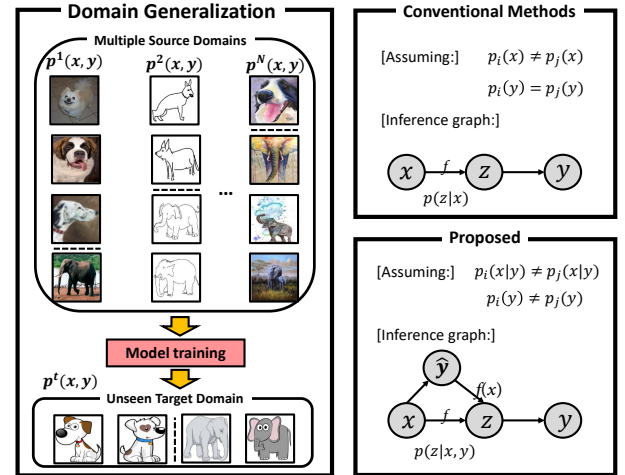 Domain Generalization
Multiple Source Domains
p¹(x, y) p²(x, y) pᴺ(x, y)
...
Model training
pᵗ(x, y)
Unseen Target Domain
Conventional Methods
[Assuming:] pᵢ(x) ≠ pⱼ(x)
pᵢ(y) = pⱼ(y)
[Inference graph:]
x f z y
p(z|x)
Proposed
[Assuming:] pᵢ(x|y) ≠ pⱼ(x|y)
pᵢ(y) ≠ pⱼ(y)
[Inference graph:]
ŷ
f(x)
x f z y
p(z|x, y)